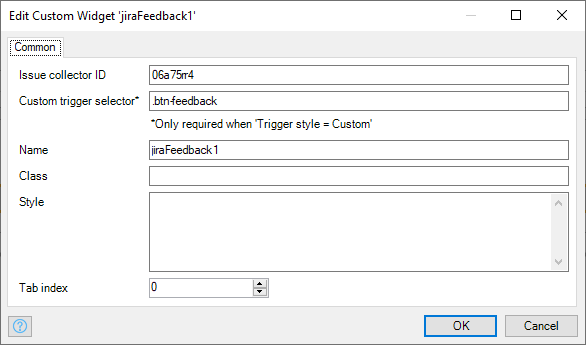 Edit Custom Widget 'jiraFeedback1'
Common
Issue collector ID 06a75rr4
Custom trigger selector* .btn-feedback
*Only required when 'Trigger style = Custom'
Name jiraFeedback1
Class
Style
Tab index 0
? OK Cancel